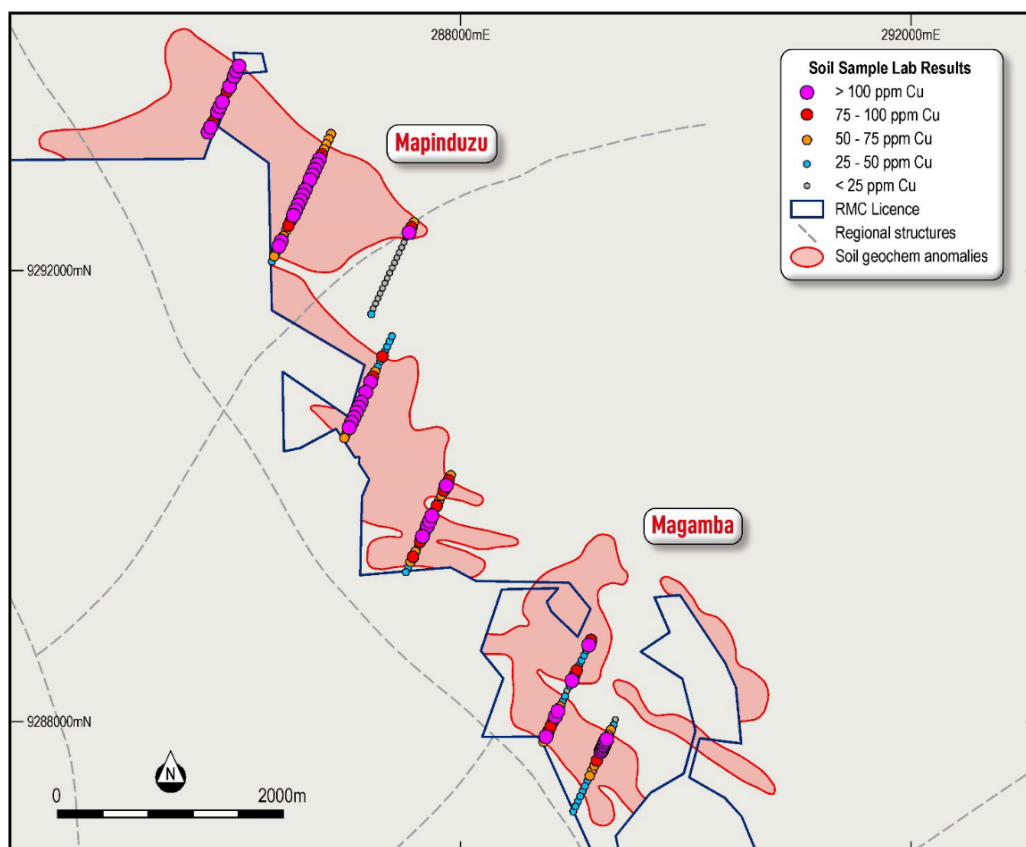 288000mE
292000mE
Soil Sample Lab Results
> 100 ppm Cu
75 - 100 ppm Cu
50 - 75 ppm Cu
25 - 50 ppm Cu
< 25 ppm Cu
RMC Licence
Regional structures
Soil geochem anomalies
Mapinduzu
9292000mN
Magamba
9288000mN
N
0
2000m